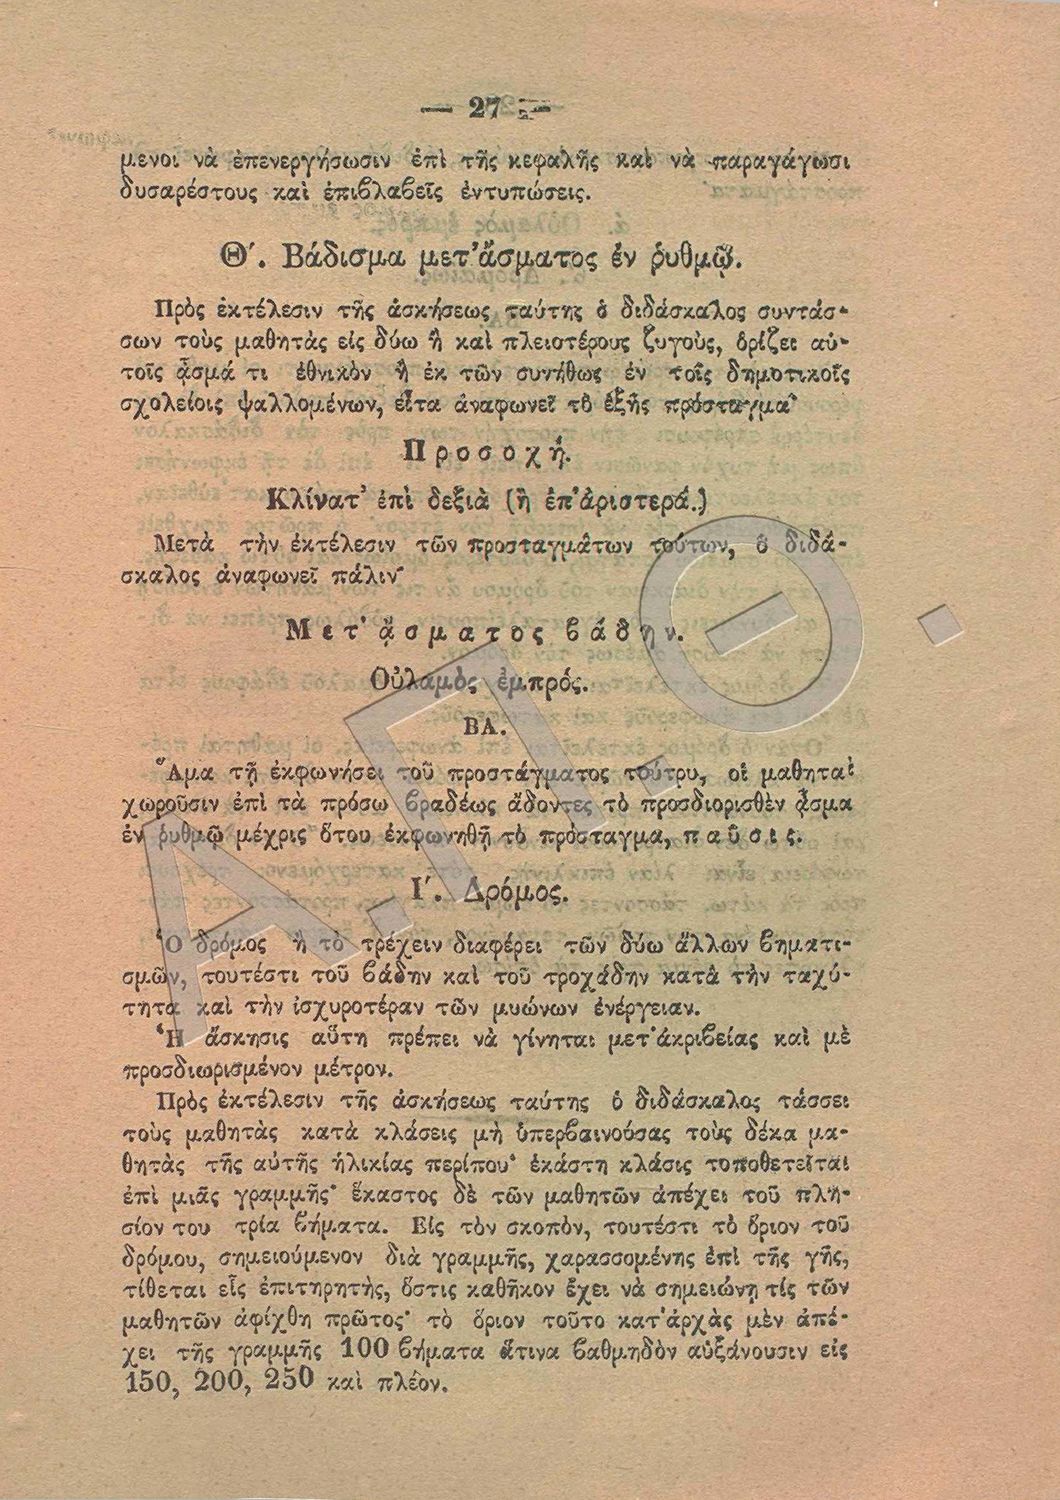 — 27 —
μενοι νὰ ἐπενεργήσωσιν ἐπὶ τῆς κεφαλῆς καὶ νὰ παραγάγωσι
δυσαρέστους καὶ ἐπιβλαβεῖς ἐντυπώσεις.
Θ΄. Βάδισμα μετ' ᾄσματος ἐν ῥυθμῷ.
Πρὸς ἐκτέλεσιν τῆς ἀσκήσεως ταύτης ὁ διδάσκαλος συντάσ-
σων τοὺς μαθητὰς εἰς δύω ἢ καὶ πλειοτέρους ζυγοὺς, ὁρίζει αὐ-
τοῖς ᾆσμά τι ἐθνικὸν ἢ ἐκ τῶν συνήθως ἐν τοῖς δημοτικοῖς
σχολείοις ψαλλομένων, εἶτα ἀναφωνεῖ τὸ ἑξῆς πρόσταγμα·
Προσοχή.
Κλίνατ' ἐπὶ δεξιὰ (ἢ ἐπ' ἀριστερά.)
Μετὰ τὴν ἐκτέλεσιν τῶν προσταγμάτων τούτων, ὁ διδά-
σκαλος ἀναφωνεῖ πάλιν·
Μετ' ᾄσματος βάδην.
Οὐλαμὸς ἐμπρός.
ΒΑ.
Ἅμα τῇ ἐκφωνήσει τοῦ προστάγματος τούτου, οἱ μαθηταὶ
χωροῦσιν ἐπὶ τὰ πρόσω βραδέως ᾄδοντες τὸ προσδιορισθὲν ᾆσμα
ἐν ῥυθμῷ μέχρις ὅτου ἐκφωνηθῇ τὸ πρόσταγμα, παῦσις.
Ι΄. Δρόμος.
Ὁ δρόμος ἢ τὸ τρέχειν διαφέρει τῶν δύω ἄλλων βηματι-
σμῶν, τουτέστι τοῦ βάδην καὶ τοῦ τροχάδην κατὰ τὴν ταχύ-
τητα καὶ τὴν ἰσχυροτέραν τῶν μυώνων ἐνέργειαν.
Ἡ ἄσκησις αὕτη πρέπει νὰ γίνηται μετ' ἀκριβείας καὶ μὲ
προσδιωρισμένον μέτρον.
Πρὸς ἐκτέλεσιν τῆς ἀσκήσεως ταύτης ὁ διδάσκαλος τάσσει
τοὺς μαθητὰς κατὰ κλάσεις μὴ ὑπερβαινούσας τοὺς δέκα μα-
θητὰς τῆς αὐτῆς ἡλικίας περίπου· ἑκάστη κλάσις τοποθετεῖται
ἐπὶ μιᾶς γραμμῆς· ἕκαστος δὲ τῶν μαθητῶν ἀπέχει τοῦ πλη-
σίον του τρία βήματα. Εἰς τὸν σκοπὸν, τουτέστι τὸ ὅριον τοῦ
δρόμου, σημειούμενον διὰ γραμμῆς, χαρασσομένης ἐπὶ τῆς γῆς,
τίθεται εἷς ἐπιτηρητὴς, ὅστις καθῆκον ἔχει νὰ σημειώνῃ τίς τῶν
μαθητῶν ἀφίχθη πρῶτος· τὸ ὅριον τοῦτο κατ' ἀρχὰς μὲν ἀπέ-
χει τῆς γραμμῆς 100 βήματα ἅτινα βαθμηδὸν αὐξάνουσιν εἰς
150, 200, 250 καὶ πλέον.
Α.Π.Θ.